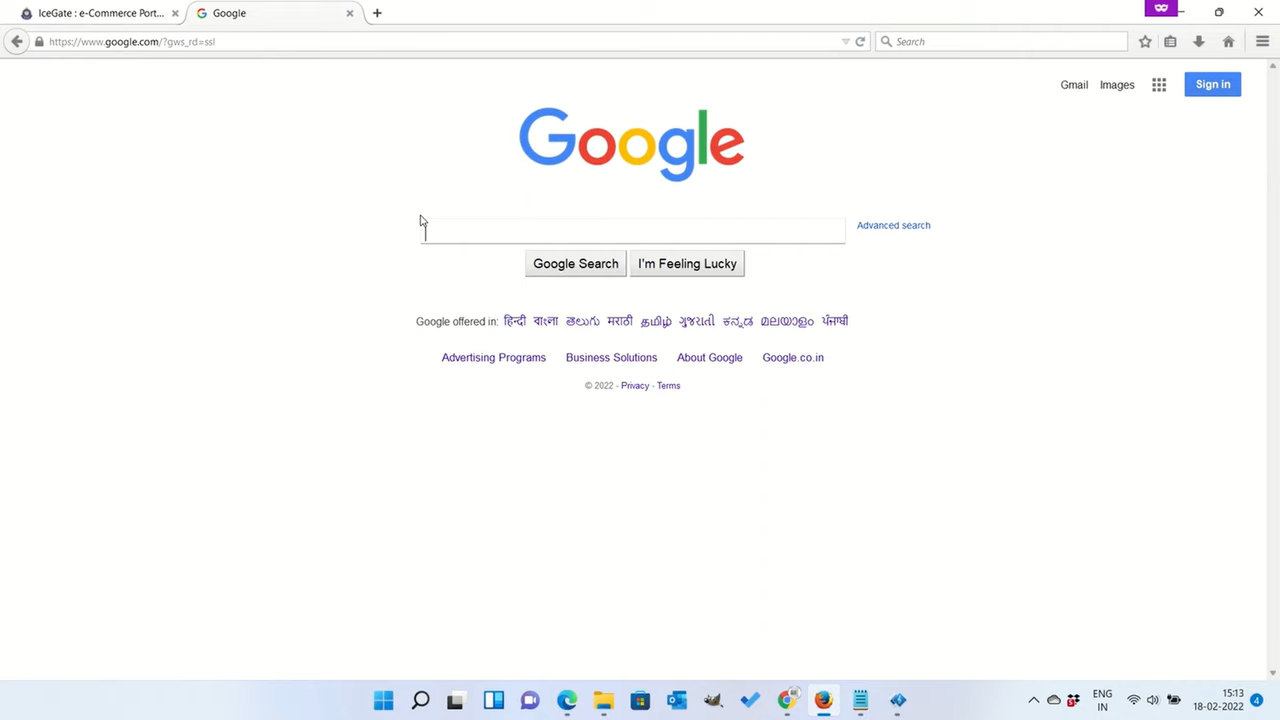 IceGate : e-Commerce Port...
Google
https://www.google.com/?gws_rd=ssl
Search
Gmail Images Sign in
Google
Advanced search
Google Search I'm Feeling Lucky
Google offered in: हिन्दी বাংলা తెలుగు मराठी தமிழ் ગુજરાતી ಕನ್ನಡ മലയാളം ਪੰਜਾਬੀ
Advertising Programs Business Solutions About Google Google.co.in
© 2022 - Privacy - Terms
ENG
IN
15:13
18-02-2022
4